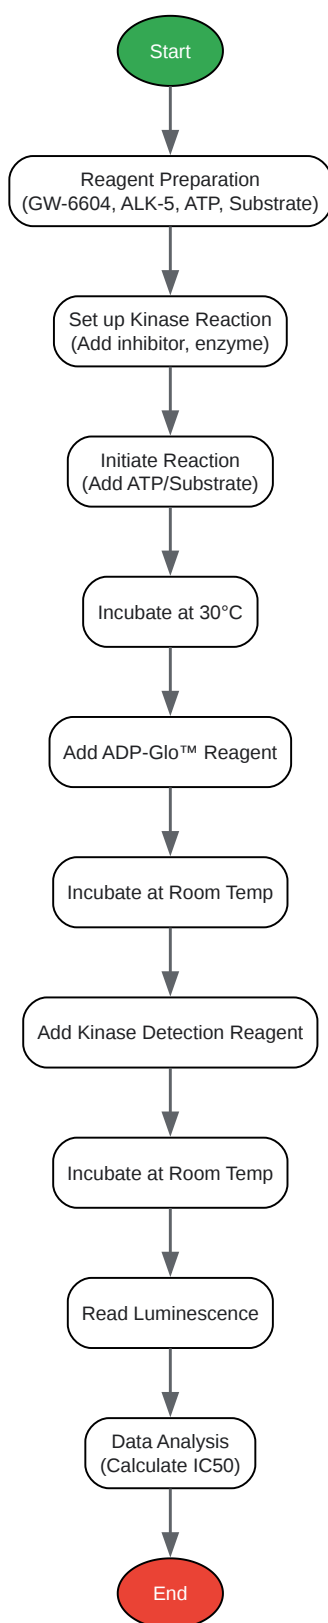 Start
Reagent Preparation
(GW-6604, ALK-5, ATP, Substrate)
Set up Kinase Reaction
(Add inhibitor, enzyme)
Initiate Reaction
(Add ATP/Substrate)
Incubate at 30°C
Add ADP-Glo™ Reagent
Incubate at Room Temp
Add Kinase Detection Reagent
Incubate at Room Temp
Read Luminescence
Data Analysis
(Calculate IC50)
End